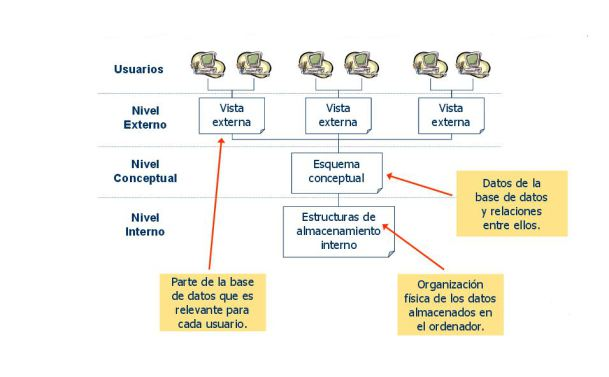 Usuarios
Nivel
Externo
Vista
externa
Vista
externa
Vista
externa
Nivel
Conceptual
Esquema
conceptual
Datos de la
base de datos
y relaciones
entre ellos.
Nivel
Interno
Estructuras de
almacenamiento
interno
Parte de la base
de datos que es
relevante para
cada usuario.
Organización
física de los datos
almacenados en
el ordenador.